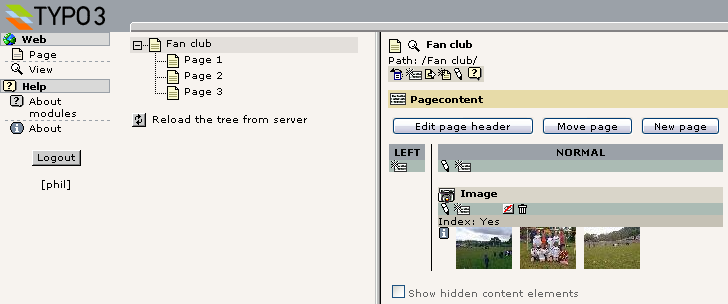 TYPO3
Web
Page
View
Help
About
modules
About
Logout
[phil]
Fan club
Page 1
Page 2
Page 3
Reload the tree from server
Fan club
Path: /Fan club/
Pagecontent
Edit page header
Move page
New page
LEFT
NORMAL
Image
Index: Yes
Show hidden content elements